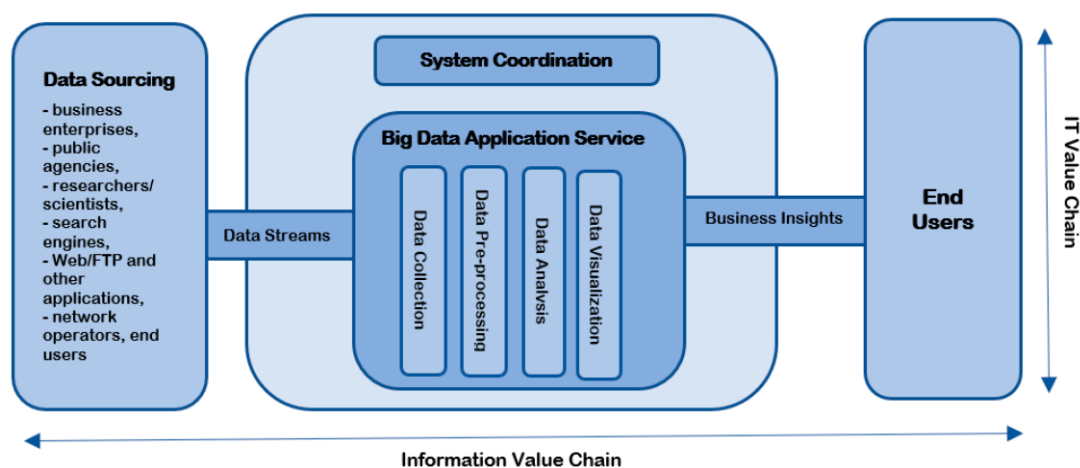 Data Sourcing
- business
enterprises,
- public
agencies,
- researchers/
scientists,
- search
engines,
- Web/FTP and
other
applications,
- network
operators, end
users
Data Streams
System Coordination
Big Data Application Service
Data Collection
Data Pre-processing
Data Analysis
Data Visualization
Business Insights
End
Users
IT Value Chain
Information Value Chain